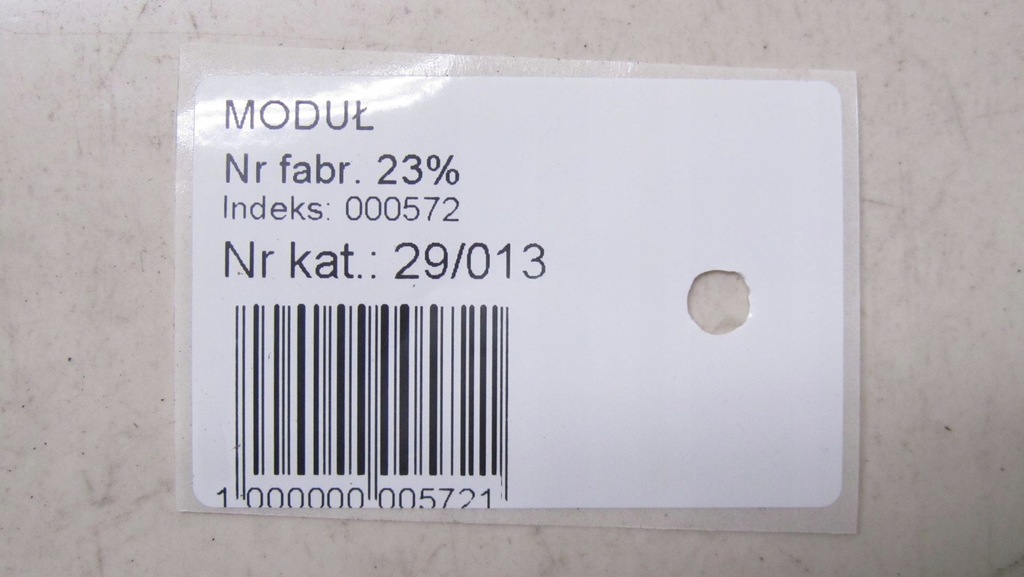 MODUŁ
Nr fabr. 23%
Indeks: 000572
Nr kat.: 29/013
1 000000 005721